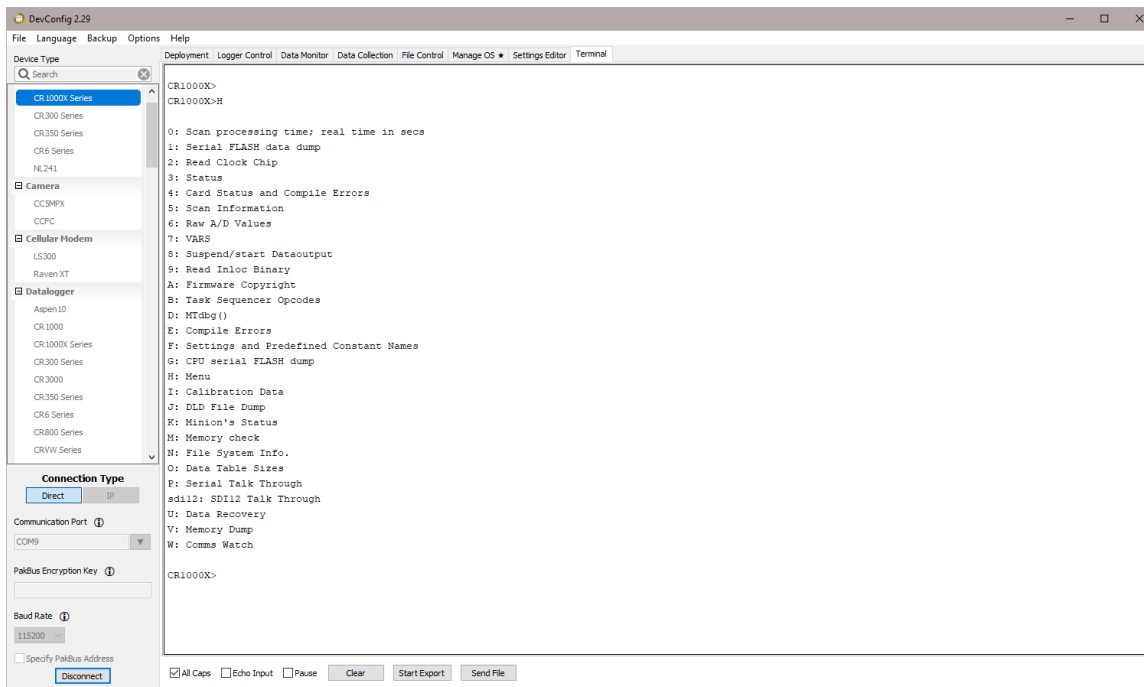 DevConfig 2.29
File Language Backup Options Help
Device Type
Search
CR1000X Series
CR300 Series
CR350 Series
CR6 Series
NL241
Camera
CC5MPX
CCFC
Cellular Modem
LS300
Raven XT
Datalogger
Aspen10
CR1000
CR1000X Series
CR300 Series
CR3000
CR350 Series
CR6 Series
CR800 Series
CRVW Series
Connection Type
Direct IP
Communication Port
COM9
PakBus Encryption Key
Baud Rate
115200
Specify PakBus Address
Disconnect
Deployment Logger Control Data Monitor Data Collection File Control Manage OS ★ Settings Editor Terminal
CR1000X>
CR1000X>H
0: Scan processing time; real time in secs
1: Serial FLASH data dump
2: Read Clock Chip
3: Status
4: Card Status and Compile Errors
5: Scan Information
6: Raw A/D Values
7: VARS
8: Suspend/start Dataoutput
9: Read Inloc Binary
A: Firmware Copyright
B: Task Sequencer Opcodes
D: MTdbg()
E: Compile Errors
F: Settings and Predefined Constant Names
G: CPU serial FLASH dump
H: Menu
I: Calibration Data
J: DLD File Dump
K: Minion's Status
M: Memory check
N: File System Info.
O: Data Table Sizes
P: Serial Talk Through
sdi12: SDI12 Talk Through
U: Data Recovery
V: Memory Dump
W: Comms Watch
CR1000X>
All Caps Echo Input Pause Clear Start Export Send File